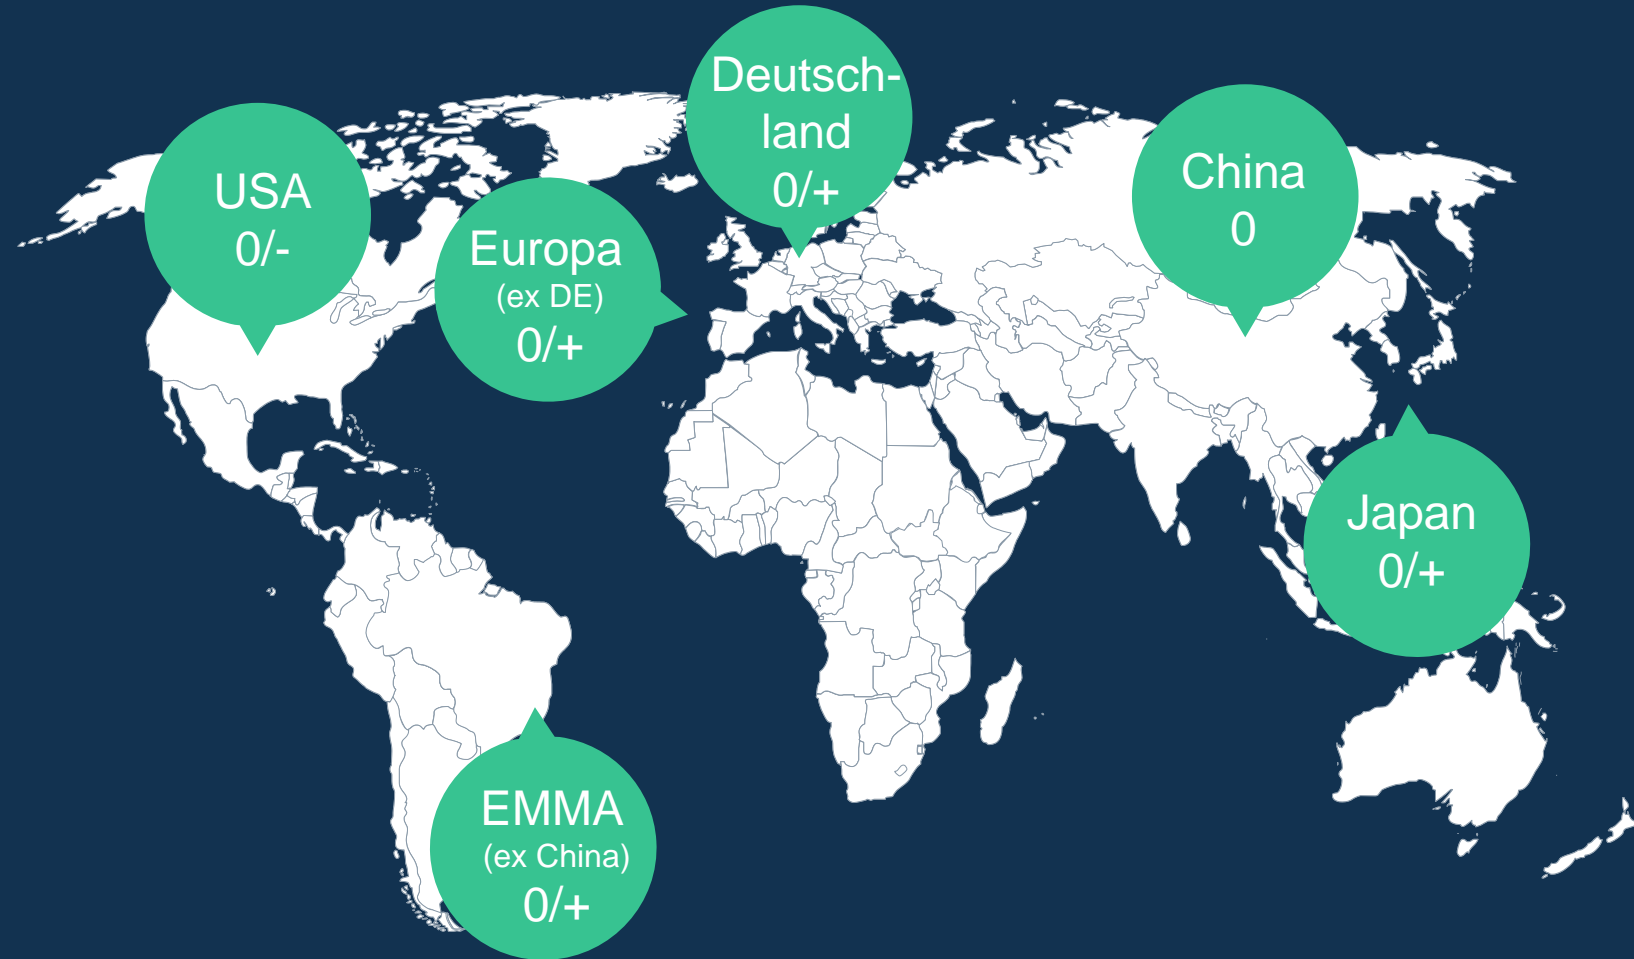 Deutsch-
land
0/+
USA
0/-
Europa
(ex DE)
0/+
China
0
Japan
0/+
EMMA
(ex China)
0/+